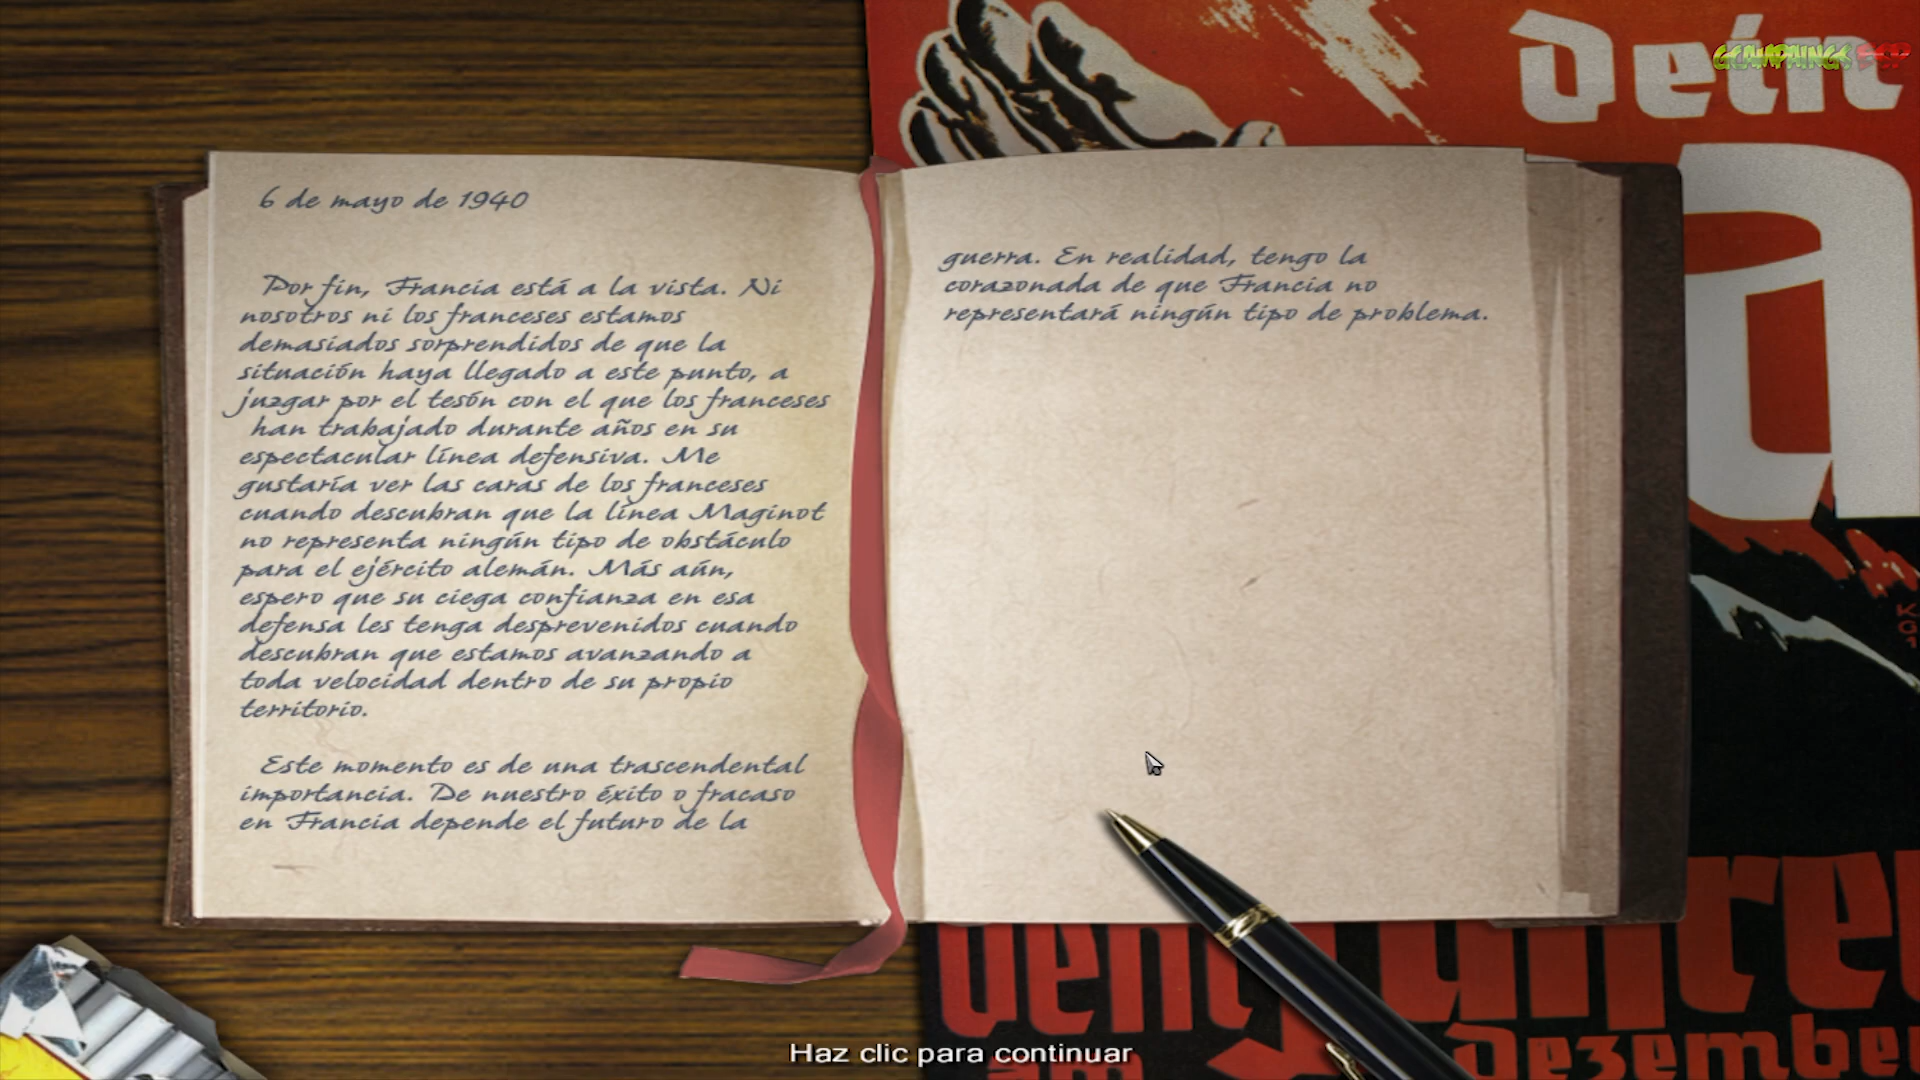 dein
GCAMPAINGS
6 de mayo de 1940
Por fin, Francia está a la vista. Ni
nosotros ni los franceses estamos
demasiados sorprendidos de que la
situación haya llegado a este punto, a
juzgar por el tesón con el que los franceses
han trabajado durante años en su
espectacular línea defensiva. Me
gustaría ver las caras de los franceses
cuando descubran que la línea Maginot
no representa ningún tipo de obstáculo
para el ejército alemán. Más aún,
espero que su ciega confianza en esa
defensa les tenga desprevenidos cuando
descubran que estamos avanzando a
toda velocidad dentro de su propio
territorio.
Este momento es de una trascendental
importancia. De nuestro éxito o fracaso
en Francia depende el futuro de la
guerra. En realidad, tengo la
corazonada de que Francia no
representará ningún tipo de problema.
am
Haz clic para continuar